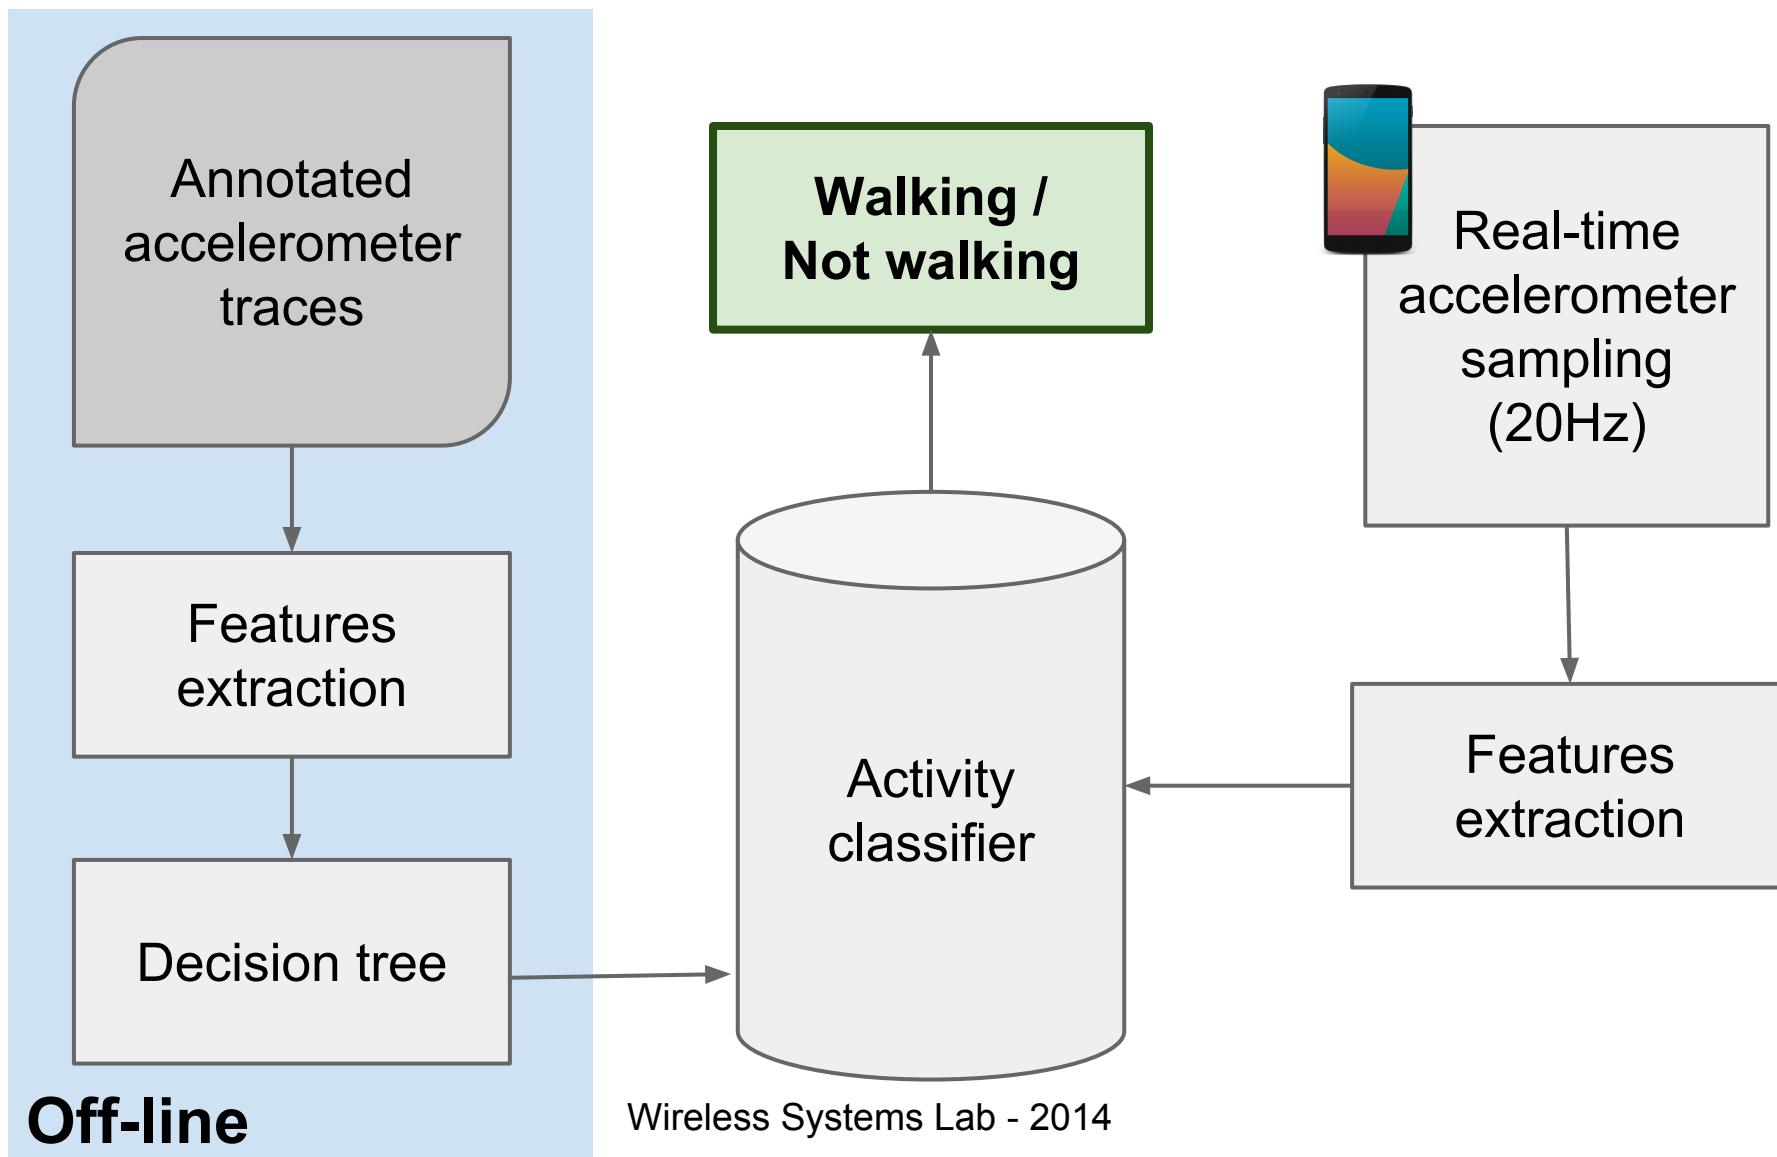 Annotated
accelerometer
traces
Features
extraction
Decision tree
Off-line
Walking /
Not walking
Activity
classifier
Wireless Systems Lab - 2014
Real-time
accelerometer
sampling
(20Hz)
Features
extraction